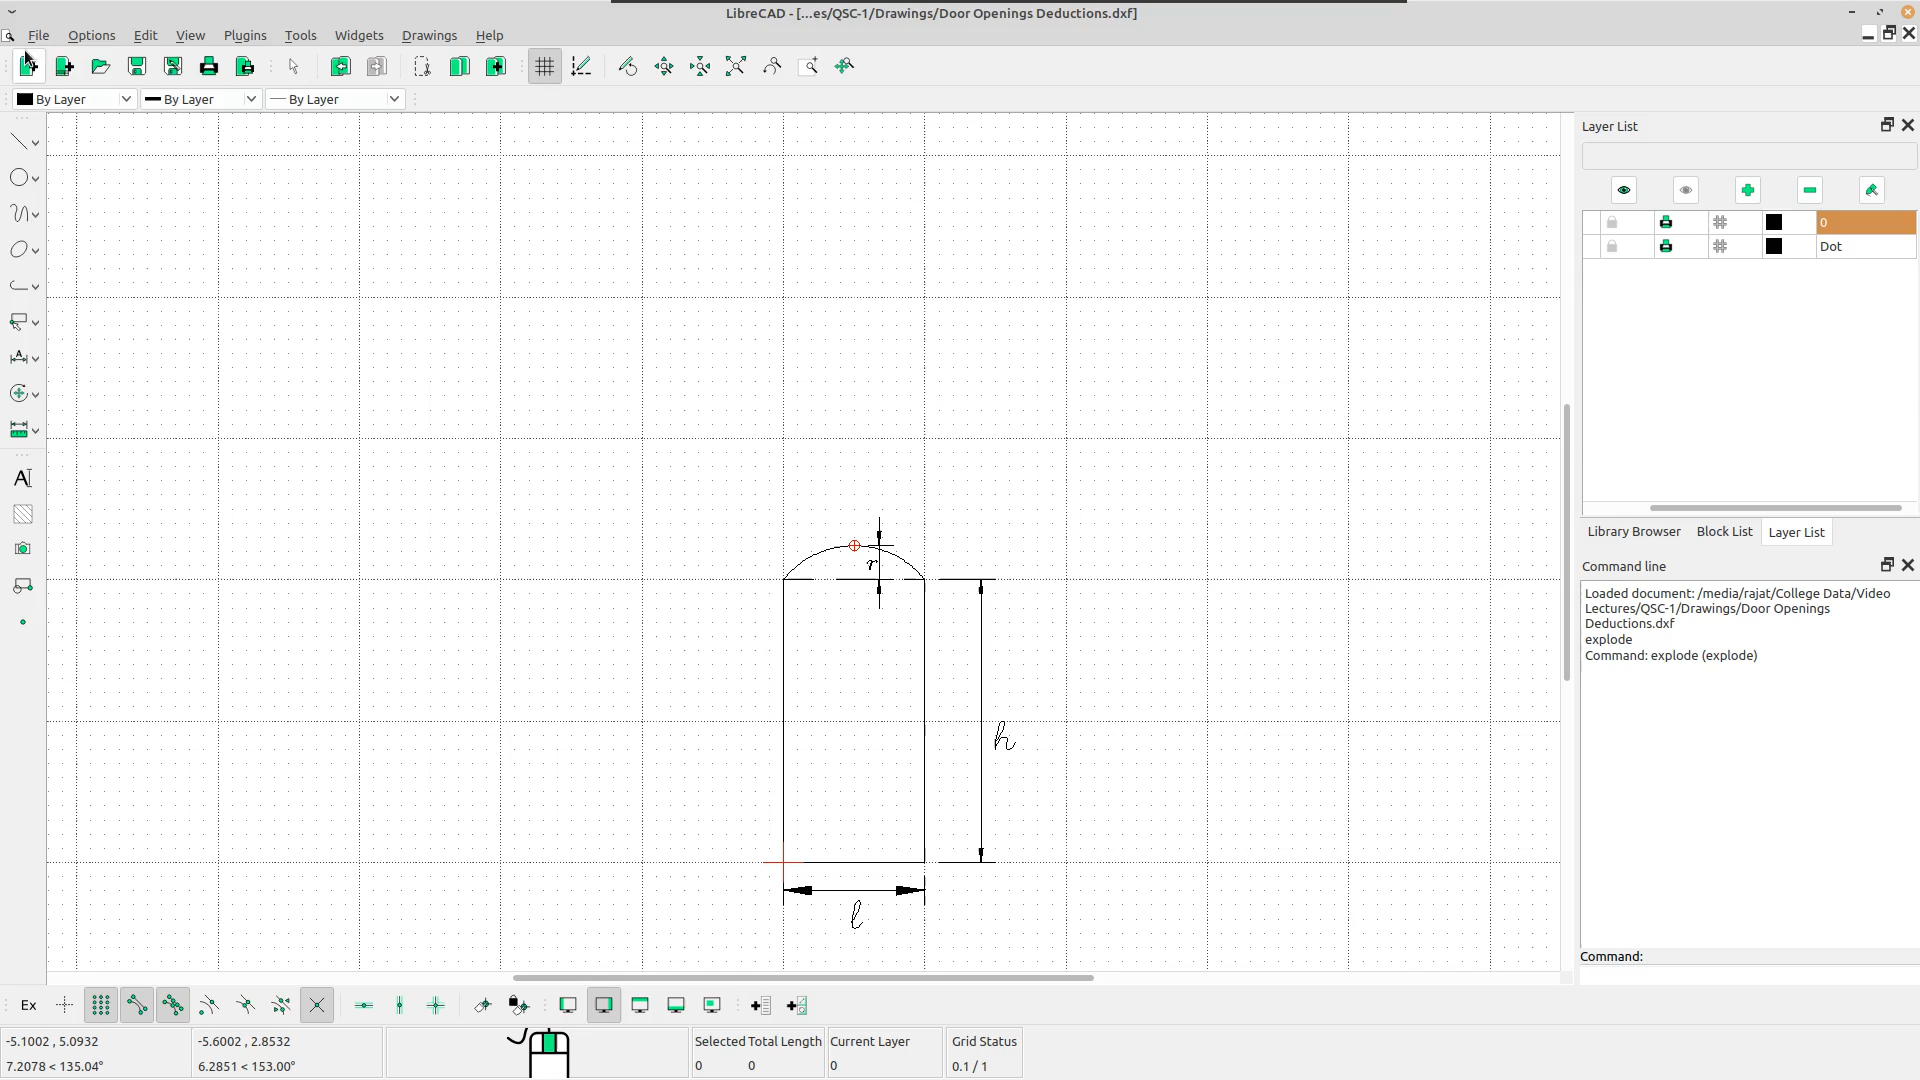 LibreCAD - [...es/QSC-1/Drawings/Door Openings Deductions.dxf]
File Options Edit View Plugins Tools Widgets Drawings Help
By Layer By Layer By Layer
Layer List
0
Dot
Library Browser Block List Layer List
Command line
Loaded document: /media/rajat/College Data/Video
Lectures/QSC-1/Drawings/Door Openings
Deductions.dxf
explode
Command: explode (explode)
Command:
r
h
l
Ex
-5.1002 , 5.0932
7.2078 < 135.04°
-5.6002 , 2.8532
6.2851 < 153.00°
Selected Total Length
0 0
Current Layer
0
Grid Status
0.1 / 1